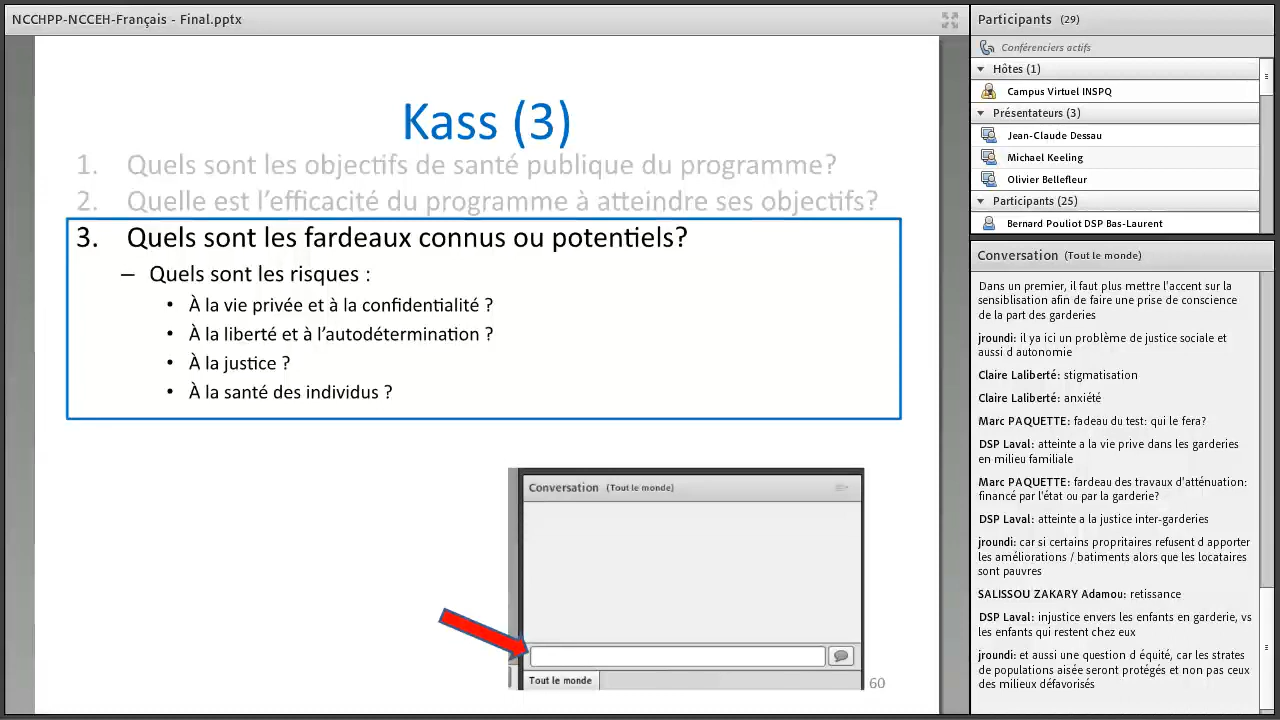 NCCHPP-NCCEH-Français - Final.pptx
Kass (3)
1. Quels sont les objectifs de santé publique du programme?
2. Quelle est l'efficacité du programme à atteindre ses objectifs?
3. Quels sont les fardeaux connus ou potentiels?
– Quels sont les risques :
• À la vie privée et à la confidentialité ?
• À la liberté et à l'autodétermination ?
• À la justice ?
• À la santé des individus ?
Conversation (Tout le monde)
Tout le monde
60
Participants (29)
Conférenciers actifs
Hôtes (1)
Campus Virtuel INSPQ
Présentateurs (3)
Jean-Claude Dessau
Michael Keeling
Olivier Bellefleur
Participants (25)
Bernard Pouliot DSP Bas-Laurent
Conversation (Tout le monde)
Dans un premier, il faut plus mettre l'accent sur la
sensiblisation afin de faire une prise de conscience
de la part des garderies
jroundi: il ya ici un problème de justice sociale et
aussi d autonomie
Claire Laliberté: stigmatisation
Claire Laliberté: anxiété
Marc PAQUETTE: fadeau du test: qui le fera?
DSP Laval: atteinte a la vie prive dans les garderies
en milieu familiale
Marc PAQUETTE: fardeau des travaux d'atténuation:
financé par l'état ou par la garderie?
DSP Laval: atteinte a la justice inter-garderies
jroundi: car si certains propritaires refusent d apporter
les améliorations / batiments alors que les locataires
sont pauvres
SALISSOU ZAKARY Adamou: retissance
DSP Laval: injustice envers les enfants en garderie, vs
les enfants qui restent chez eux
jroundi: et aussi une question d équité, car les strates
de populations aisée seront protégés et non paureux
des milieux défavorisés